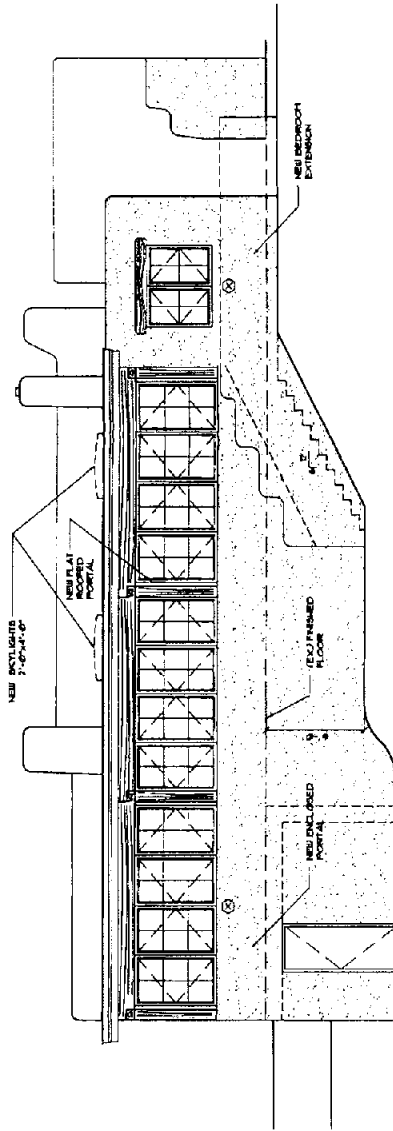 NEW SKYLIGHTS
2'-0"x4'-0"
NEW FLAT
ROOFED
PORTAL
NEW BEDROOM
EXTENSION
(EX.) FINISHED
FLOOR
NEW ENCLOSED
PORTAL